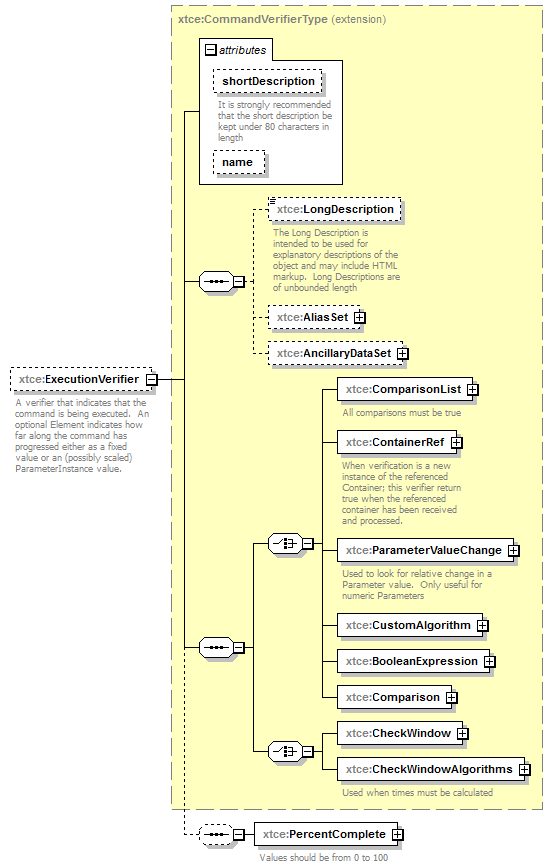 xtce:CommandVerifierType (extension)
attributes
shortDescription
It is strongly recommended
that the short description be
kept under 80 characters in
length
name
xtce:LongDescription
The Long Description is
intended to be used for
explanatory descriptions of the
object and may include HTML
markup.  Long Descriptions are
of unbounded length
xtce:AliasSet
xtce:AncillaryDataSet
xtce:ExecutionVerifier
A verifier that indicates that the
command is being executed.  An
optional Element indicates how
far along the command has
progressed either as a fixed
value or an (possibly scaled)
ParameterInstance value.
xtce:ComparisonList
All comparisons must be true
xtce:ContainerRef
When verification is a new
instance of the referenced
Container; this verifier return
true when the referenced
container has been received
and processed.
xtce:ParameterValueChange
Used to look for relative change in a
Parameter value.  Only useful for
numeric Parameters
xtce:CustomAlgorithm
xtce:BooleanExpression
xtce:Comparison
xtce:CheckWindow
xtce:CheckWindowAlgorithms
Used when times must be calculated
xtce:PercentComplete
Values should be from 0 to 100